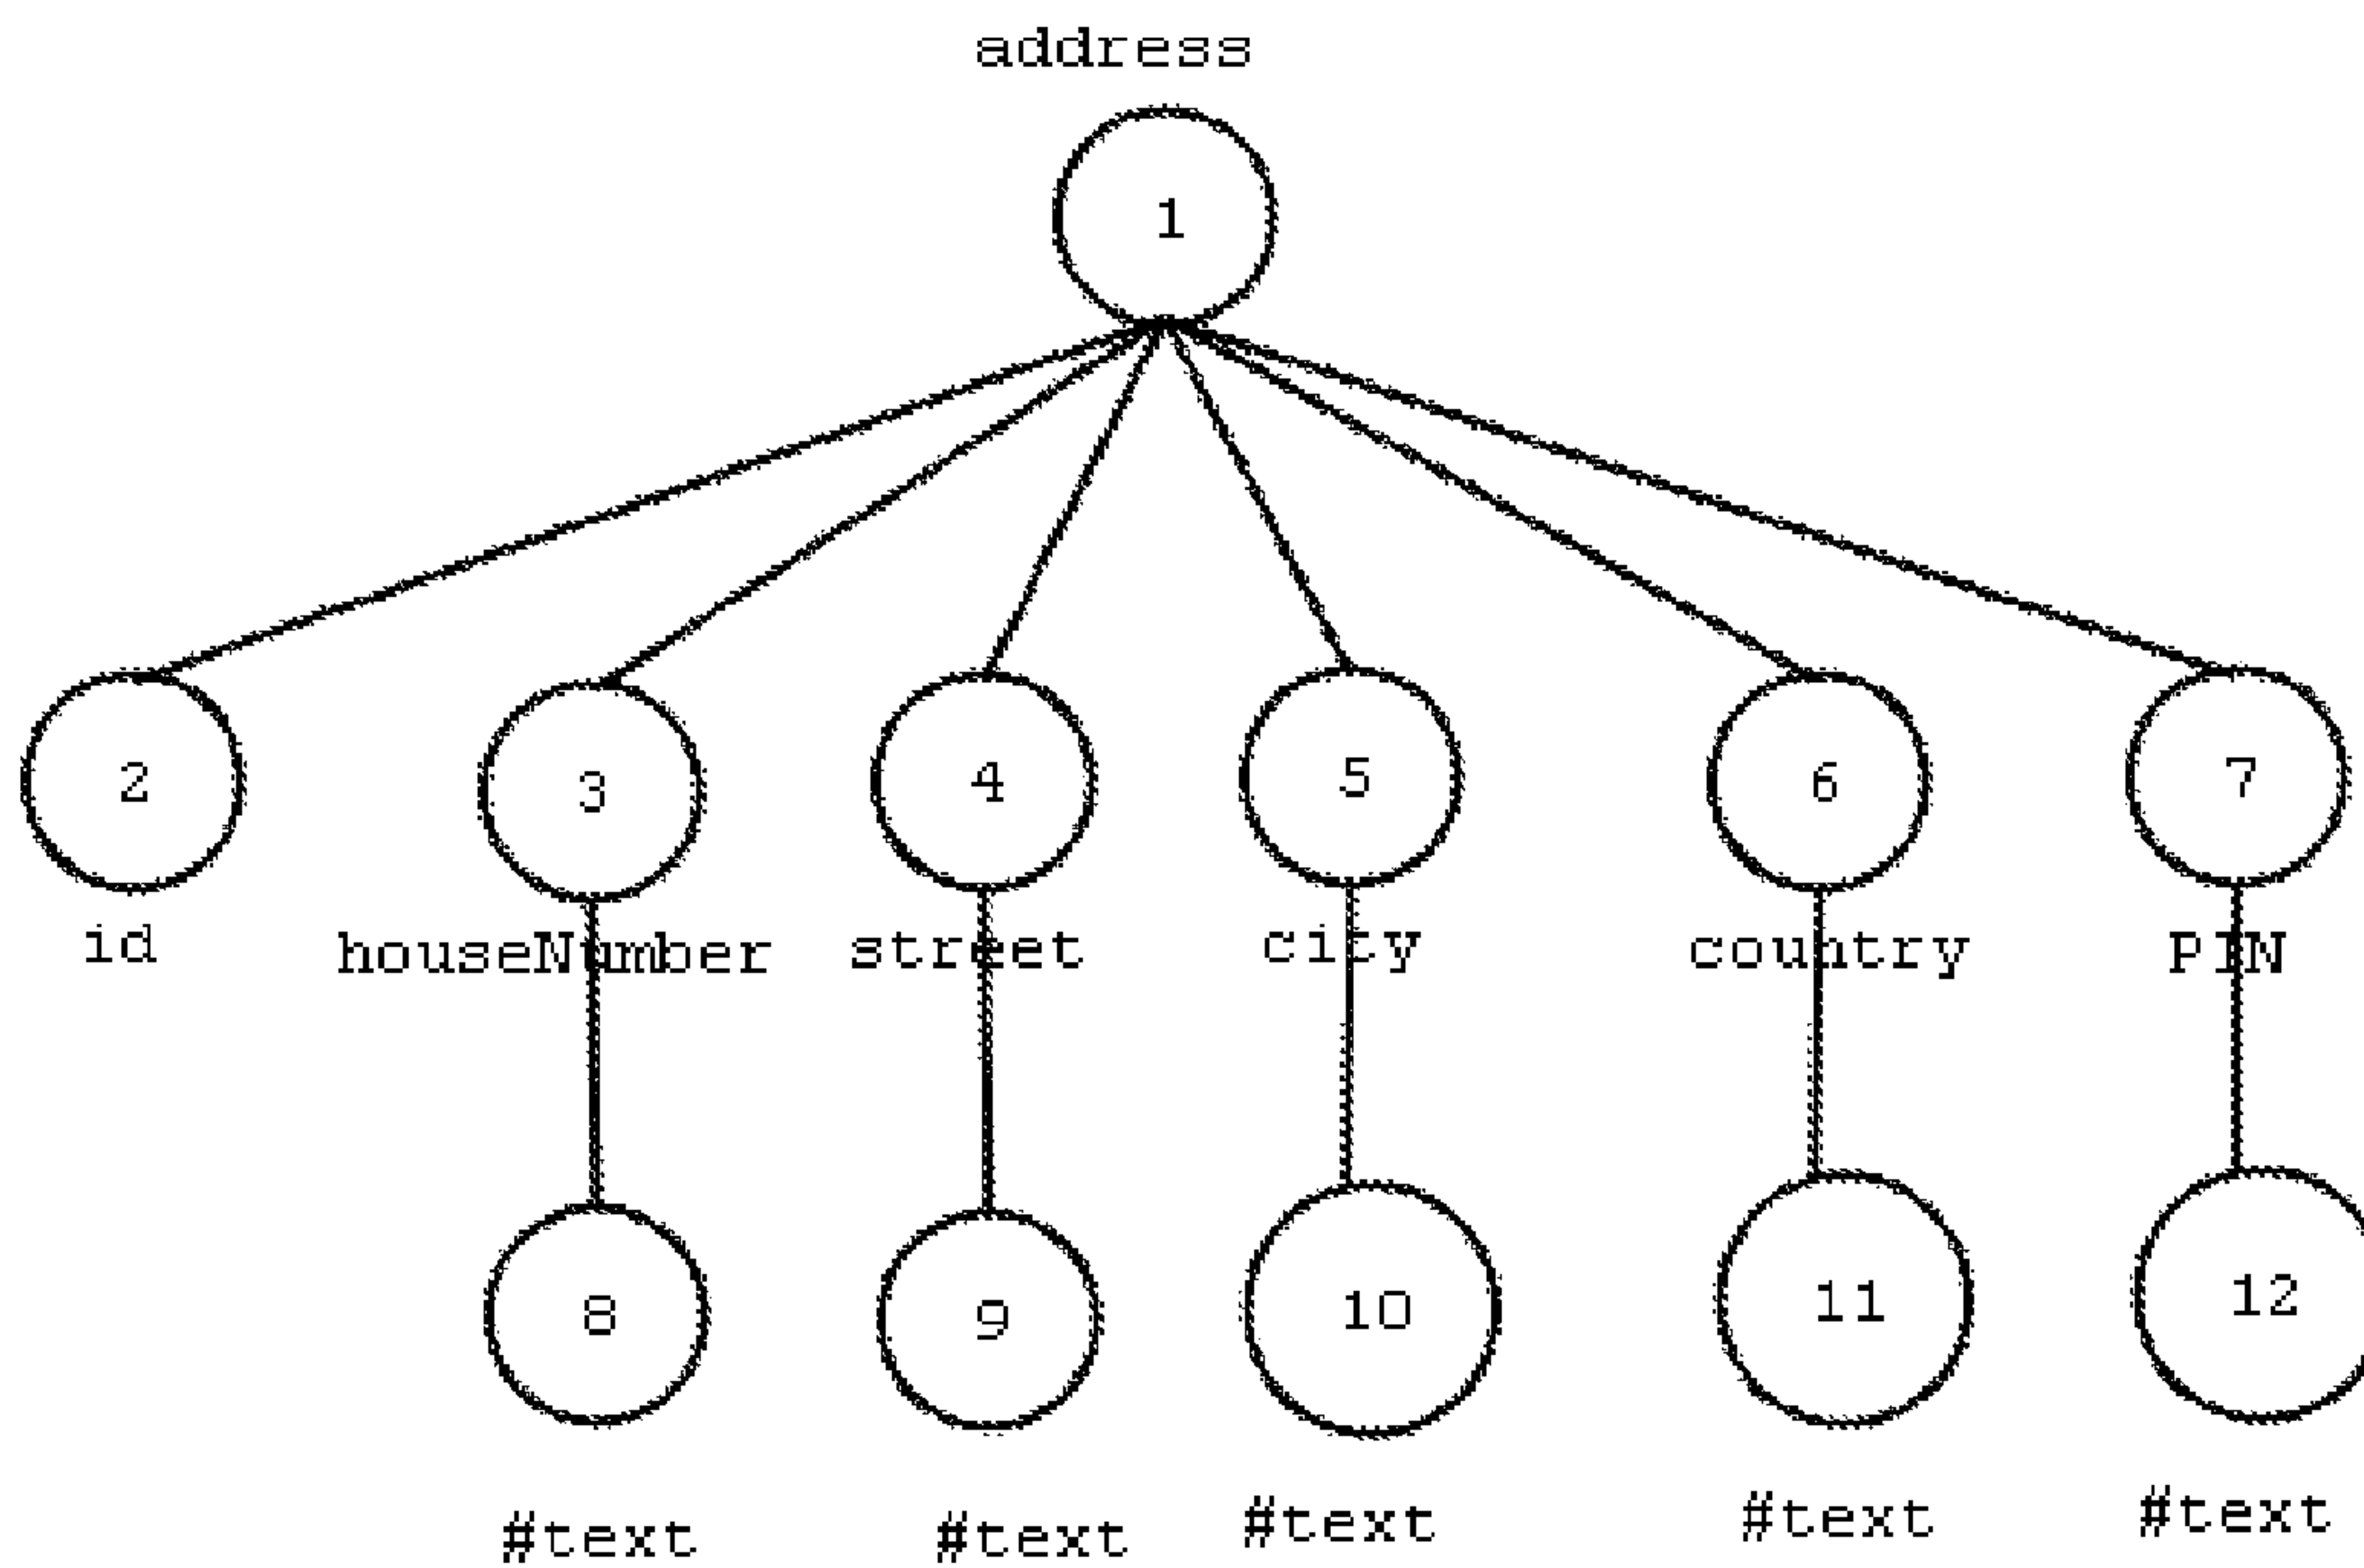 address
1
2 3 4 5 6 7
id houseNumber street city country PIN
8 9 10 11 12
#text #text #text #text #text